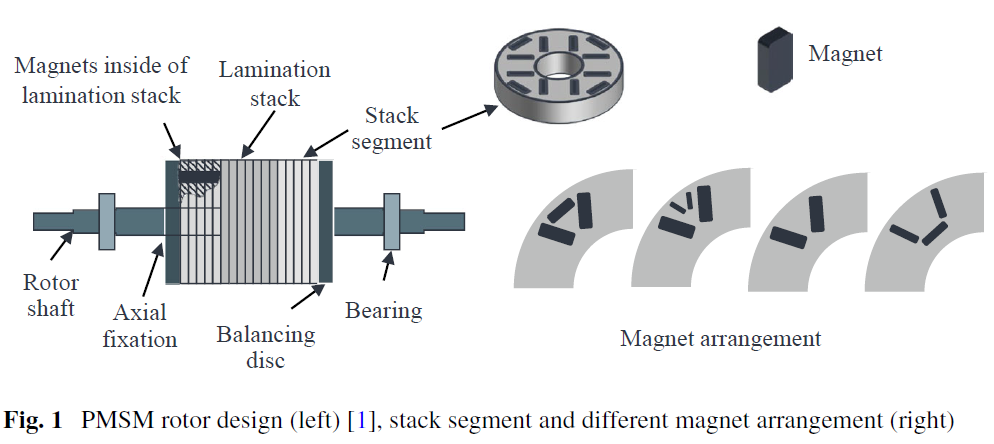 Magnets inside of
lamination stack
Lamination
stack
Stack
segment
Magnet
Rotor
shaft
Axial
fixation
Balancing
disc
Bearing
Magnet arrangement
Fig. 1 PMSM rotor design (left) [1], stack segment and different magnet arrangement (right)